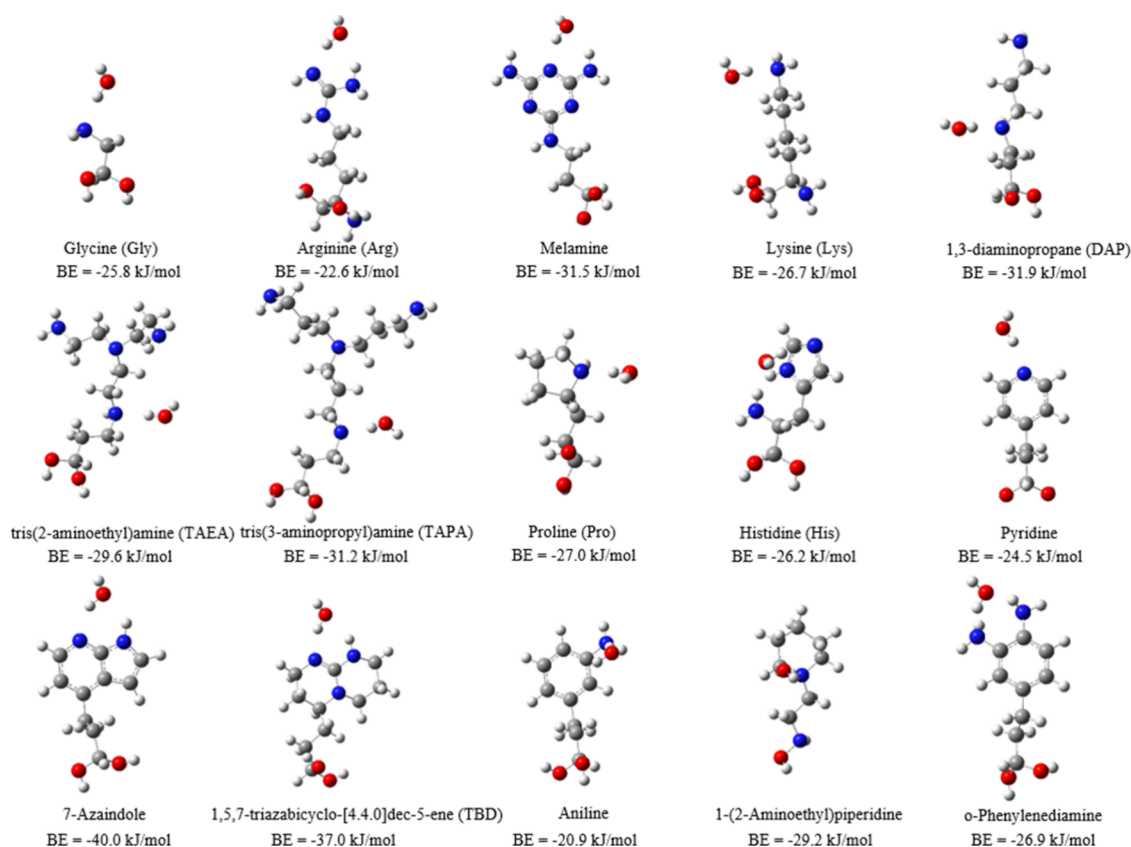 Glycine (Gly)
BE = -25.8 kJ/mol
Arginine (Arg)
BE = -22.6 kJ/mol
Melamine
BE = -31.5 kJ/mol
Lysine (Lys)
BE = -26.7 kJ/mol
1,3-diaminopropane (DAP)
BE = -31.9 kJ/mol
tris(2-aminoethyl)amine (TAEA)
BE = -29.6 kJ/mol
tris(3-aminopropyl)amine (TAPA)
BE = -31.2 kJ/mol
Proline (Pro)
BE = -27.0 kJ/mol
Histidine (His)
BE = -26.2 kJ/mol
Pyridine
BE = -24.5 kJ/mol
7-Azaindole
BE = -40.0 kJ/mol
1,5,7-triazabicyclo-[4.4.0]dec-5-ene (TBD)
BE = -37.0 kJ/mol
Aniline
BE = -20.9 kJ/mol
1-(2-Aminoethyl)piperidine
BE = -29.2 kJ/mol
o-Phenylenediamine
BE = -26.9 kJ/mol